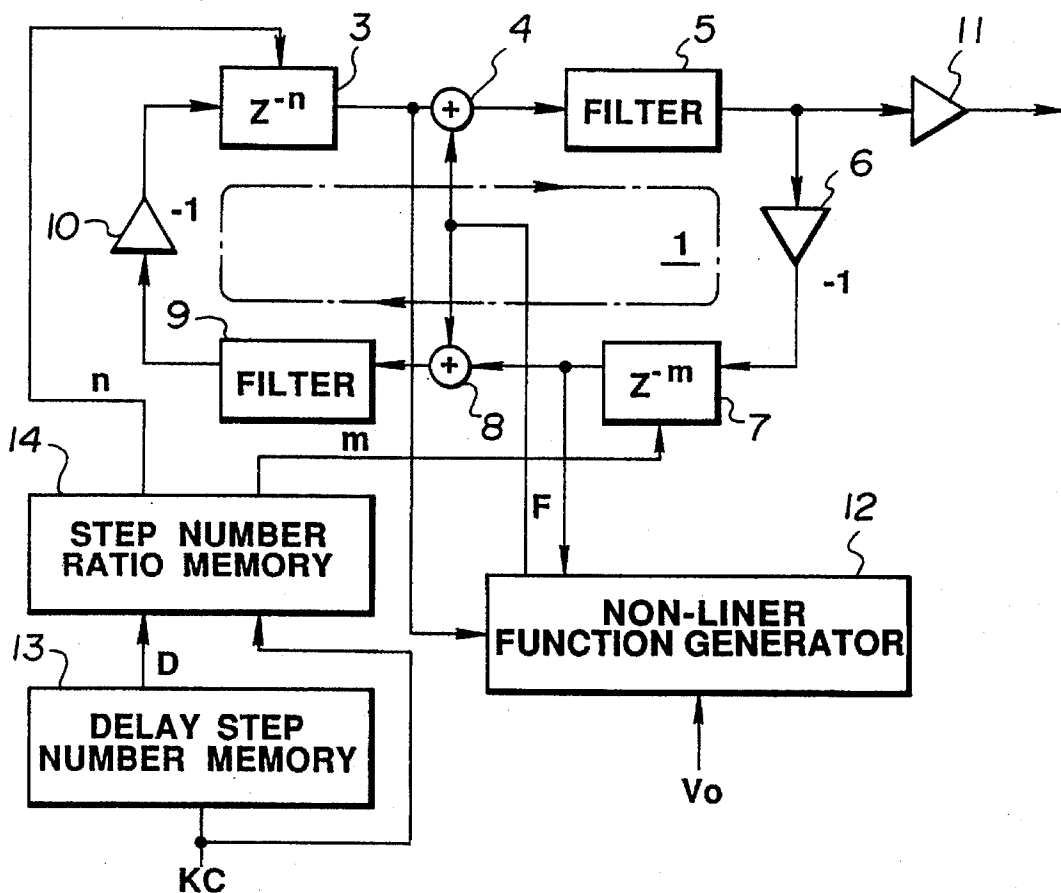 3
4
5
11
Z-n
+
FILTER
6
10
-1
1
-1
9
FILTER
+
8
Z-m
7
n
m
14
STEP NUMBER
RATIO MEMORY
F
12
NON-LINER
FUNCTION GENERATOR
13
D
DELAY STEP
NUMBER MEMORY
Vo
KC